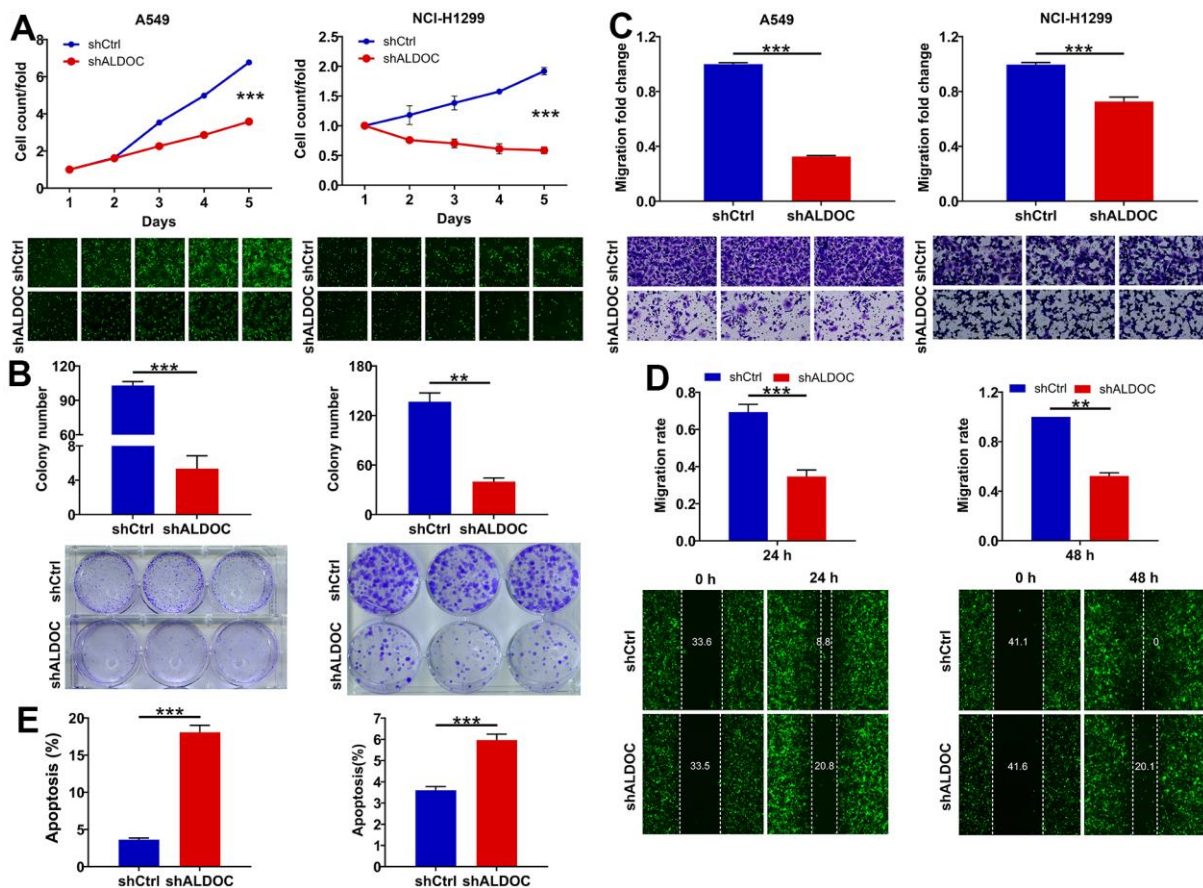 A
A549
Cell count/fold
8
6
4
2
0
shCtrl
shALDOC
***
1 2 3 4 5
Days
NCI-H1299
Cell count/fold
2.5
2.0
1.5
1.0
0.5
0.0
shCtrl
shALDOC
***
1 2 3 4 5
Days
shCtrl
shALDOC
C
A549
Migration fold change
1.2
0.8
0.4
0.0
***
shCtrl shALDOC
NCI-H1299
Migration fold change
1.2
0.8
0.4
0.0
***
shCtrl shALDOC
shCtrl
shALDOC
shCtrl
shALDOC
B
Colony number
120
90
60
8
4
0
***
shCtrl shALDOC
Colony number
180
120
60
0
**
shCtrl shALDOC
shCtrl
shALDOC
shCtrl
shALDOC
D
shCtrl shALDOC
Migration rate
0.8
0.6
0.4
0.2
0.0
***
24 h
shCtrl shALDOC
Migration rate
1.2
0.8
0.4
0.0
**
48 h
0 h 24 h
shCtrl
33.6 8.8
shALDOC
33.5 20.8
0 h 48 h
shCtrl
41.1 0
shALDOC
41.6 20.1
E
Apoptosis (%)
20
15
10
5
0
***
shCtrl shALDOC
Apoptosis(%)
7
6
5
4
3
2
1
0
***
shCtrl shALDOC